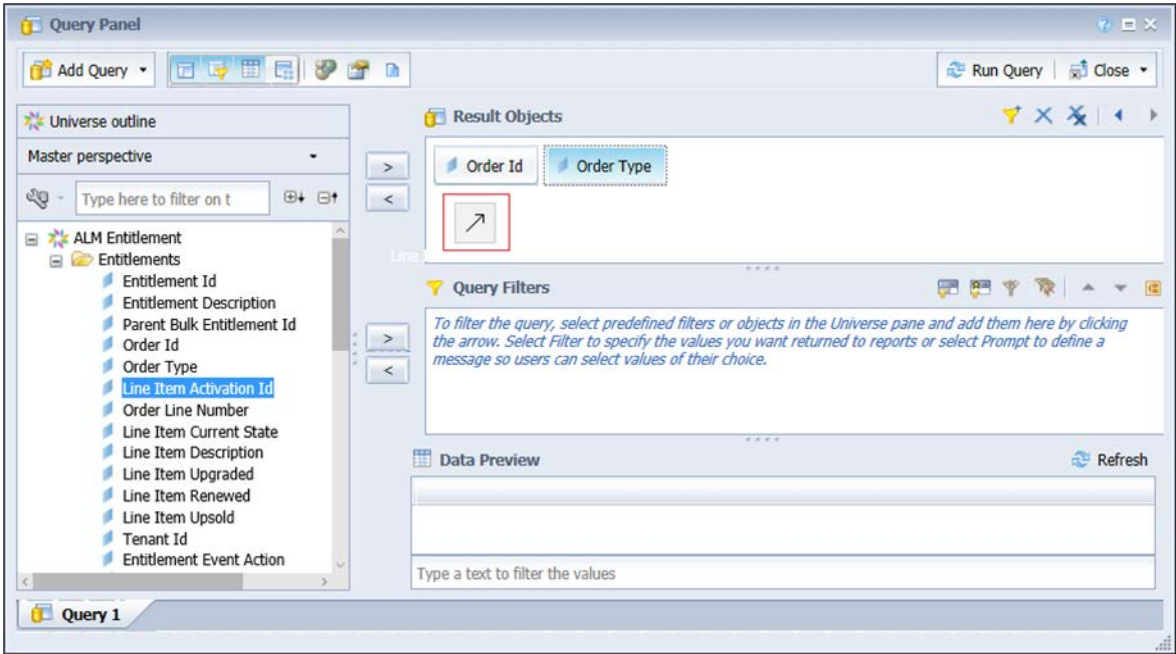 Query Panel
Add Query
Run Query
Close
Universe outline
Master perspective
Type here to filter on t
ALM Entitlement
Entitlements
Entitlement Id
Entitlement Description
Parent Bulk Entitlement Id
Order Id
Order Type
Line Item Activation Id
Order Line Number
Line Item Current State
Line Item Description
Line Item Upgraded
Line Item Renewed
Line Item Upsold
Tenant Id
Entitlement Event Action
>
<
>
<
Result Objects
Order Id
Order Type
Line
Query Filters
To filter the query, select predefined filters or objects in the Universe pane and add them here by clicking
the arrow. Select Filter to specify the values you want returned to reports or select Prompt to define a
message so users can select values of their choice.
Data Preview
Refresh
Type a text to filter the values
Query 1